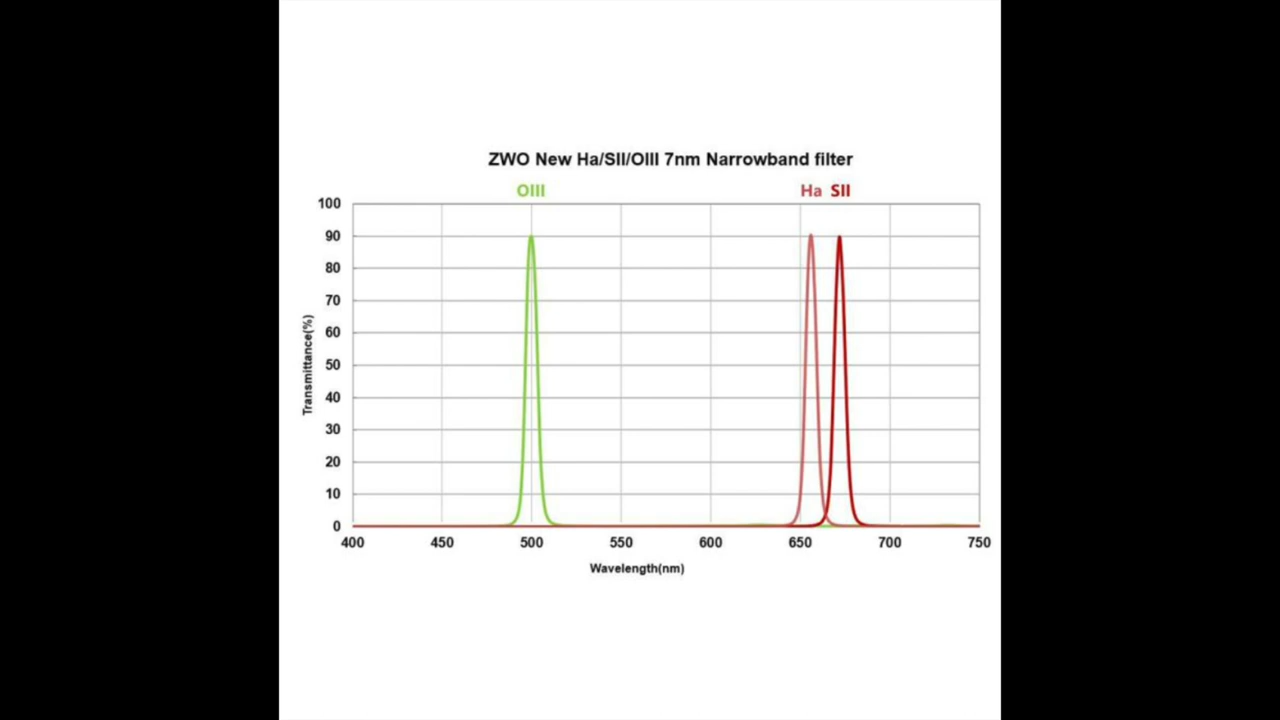 ZWO New Ha/SII/OIII 7nm Narrowband filter
OIII Ha SII
100
90
80
70
60
50
40
30
20
10
0
Transmittance(%)
400 450 500 550 600 650 700 750
Wavelength(nm)